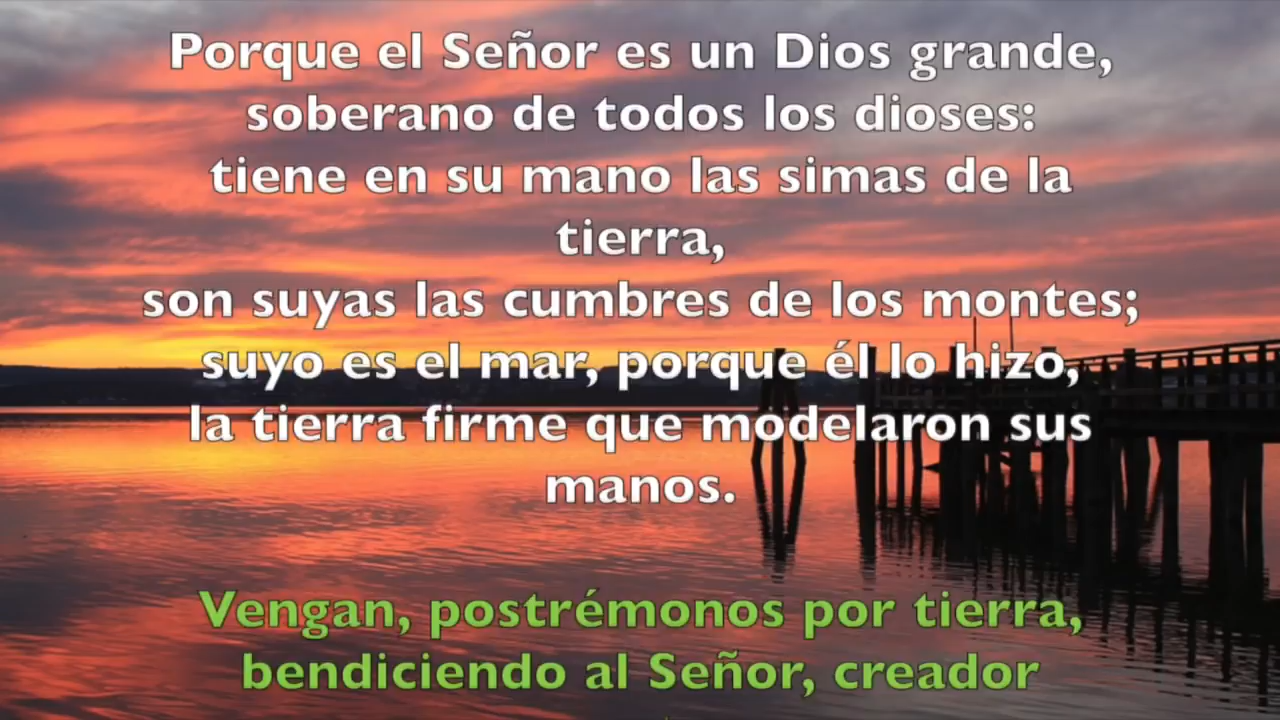 Porque el Señor es un Dios grande,
soberano de todos los dioses:
tiene en su mano las simas de la
tierra,
son suyas las cumbres de los montes;
suyo es el mar, porque él lo hizo,
la tierra firme que modelaron sus
manos.
Vengan, postrémonos por tierra,
bendiciendo al Señor, creador